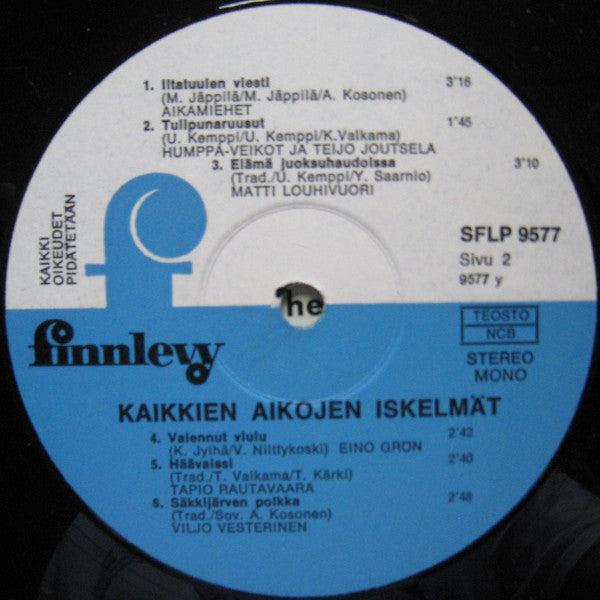 1. Iltatuulen viesti 3'16
(M. Jäppilä/M. Jäppilä/A. Kosonen)
AIKAMIEHET
2. Tulipunaruusut 1'45
(U. Kemppi/U. Kemppi/K.Valkama)
HUMPPA-VEIKOT JA TEIJO JOUTSELA
3. Elämä juoksuhaudoissa 3'10
(Trad./U. Kemppi/Y. Saarnio)
MATTI LOUHIVUORI
KAIKKI
OIKEUDET
PIDÄTETÄÄN
SFLP 9577
Sivu 2
9577 y
he
TEOSTO
NCB
STEREO
MONO
finnlevy
KAIKKIEN AIKOJEN ISKELMÄT
4. Vaiennut viulu 2'42
(K. Jylhä/V. Niittykoski) EINO GRÖN
5. Häävalssi 2'40
(Trad./T. Valkama/T. Kärki)
TAPIO RAUTAVAARA
6. Säkkijärven polkka 2'48
(Trad./Sov. A. Kosonen)
VILJO VESTERINEN